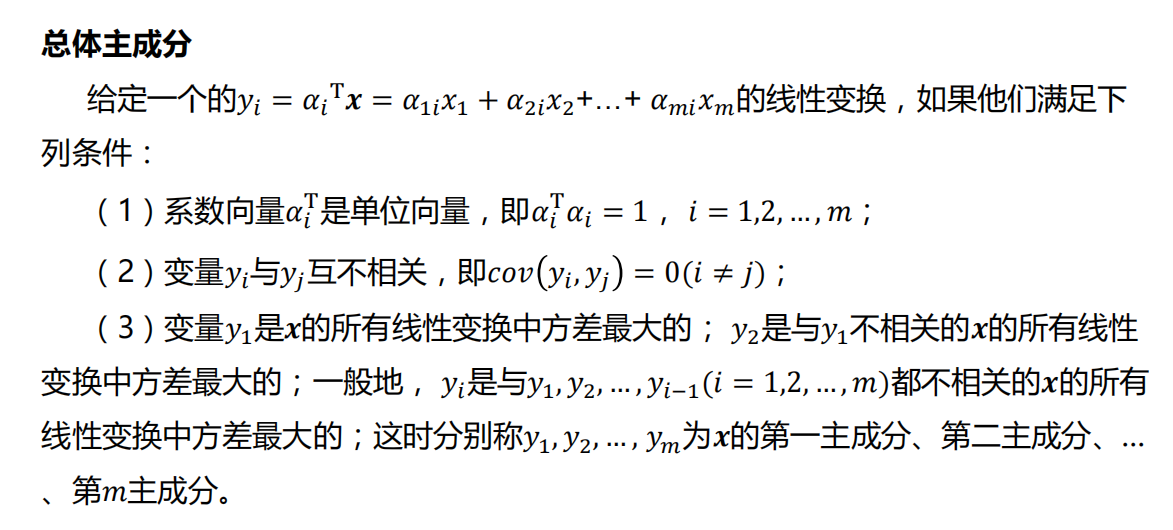 总体主成分
给定一个的yᵢ = αᵢᵀx = α₁ᵢx₁ + α₂ᵢx₂+…+ αₘᵢxₘ的线性变换，如果他们满足下
列条件：
（1）系数向量αᵢᵀ是单位向量，即αᵢᵀαᵢ = 1， i = 1,2, …, m；
（2）变量yᵢ与yⱼ互不相关，即cov(yᵢ, yⱼ) = 0(i ≠ j)；
（3）变量y₁是x的所有线性变换中方差最大的； y₂是与y₁不相关的x的所有线性
变换中方差最大的；一般地， yᵢ是与y₁, y₂, …, yᵢ₋₁(i = 1,2, …, m)都不相关的x的所有
线性变换中方差最大的；这时分别称y₁, y₂, …, yₘ为x的第一主成分、第二主成分、…
、第m主成分。